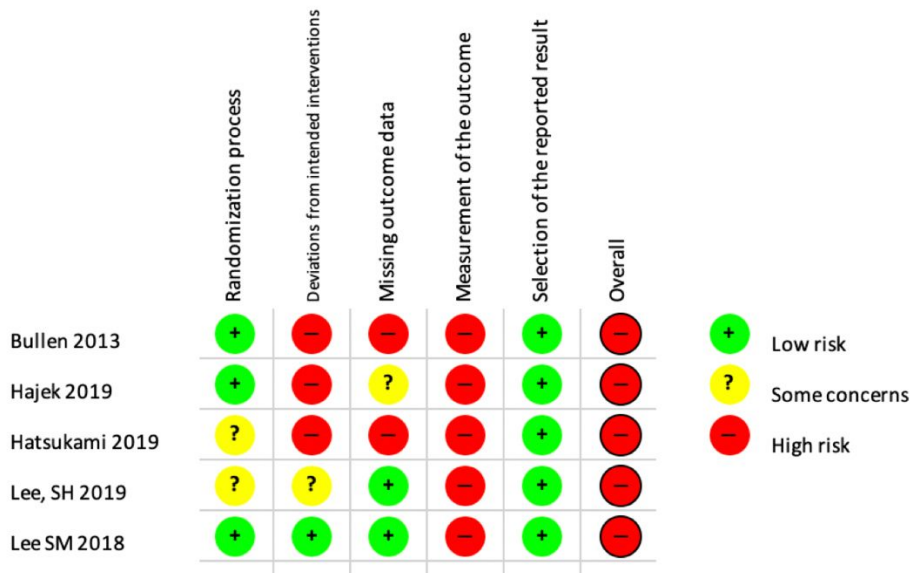 Randomization process
Deviations from intended interventions
Missing outcome data
Measurement of the outcome
Selection of the reported result
Overall
Bullen 2013 + − − − + −
+ Low risk
Hajek 2019 + − ? − + −
? Some concerns
Hatsukami 2019 ? − − − + −
− High risk
Lee, SH 2019 ? ? + − + −
Lee SM 2018 + + + − + −